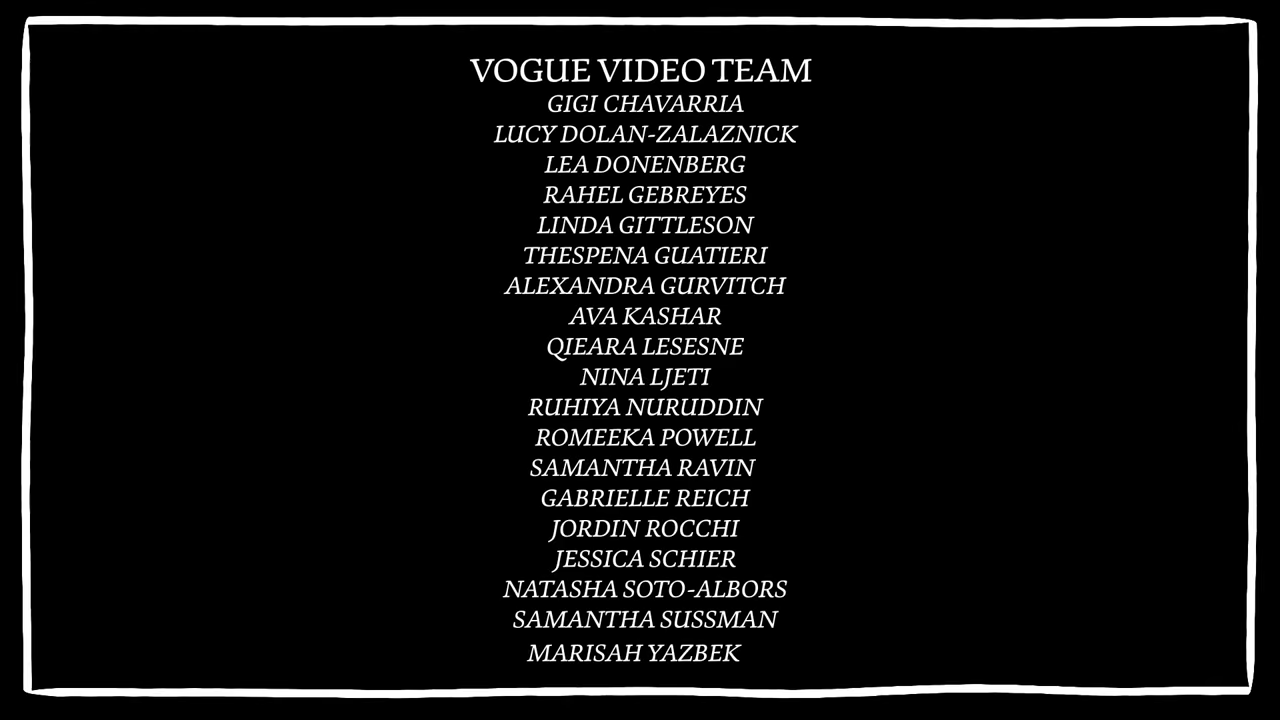 VOGUE VIDEO TEAM
GIGI CHAVARRIA
LUCY DOLAN-ZALAZNICK
LEA DONENBERG
RAHEL GEBREYES
LINDA GITTLESON
THESPENA GUATIERI
ALEXANDRA GURVITCH
AVA KASHAR
QIEARA LESESNE
NINA LJETI
RUHIYA NURUDDIN
ROMEEKA POWELL
SAMANTHA RAVIN
GABRIELLE REICH
JORDIN ROCCHI
JESSICA SCHIER
NATASHA SOTO-ALBORS
SAMANTHA SUSSMAN
MARISAH YAZBEK